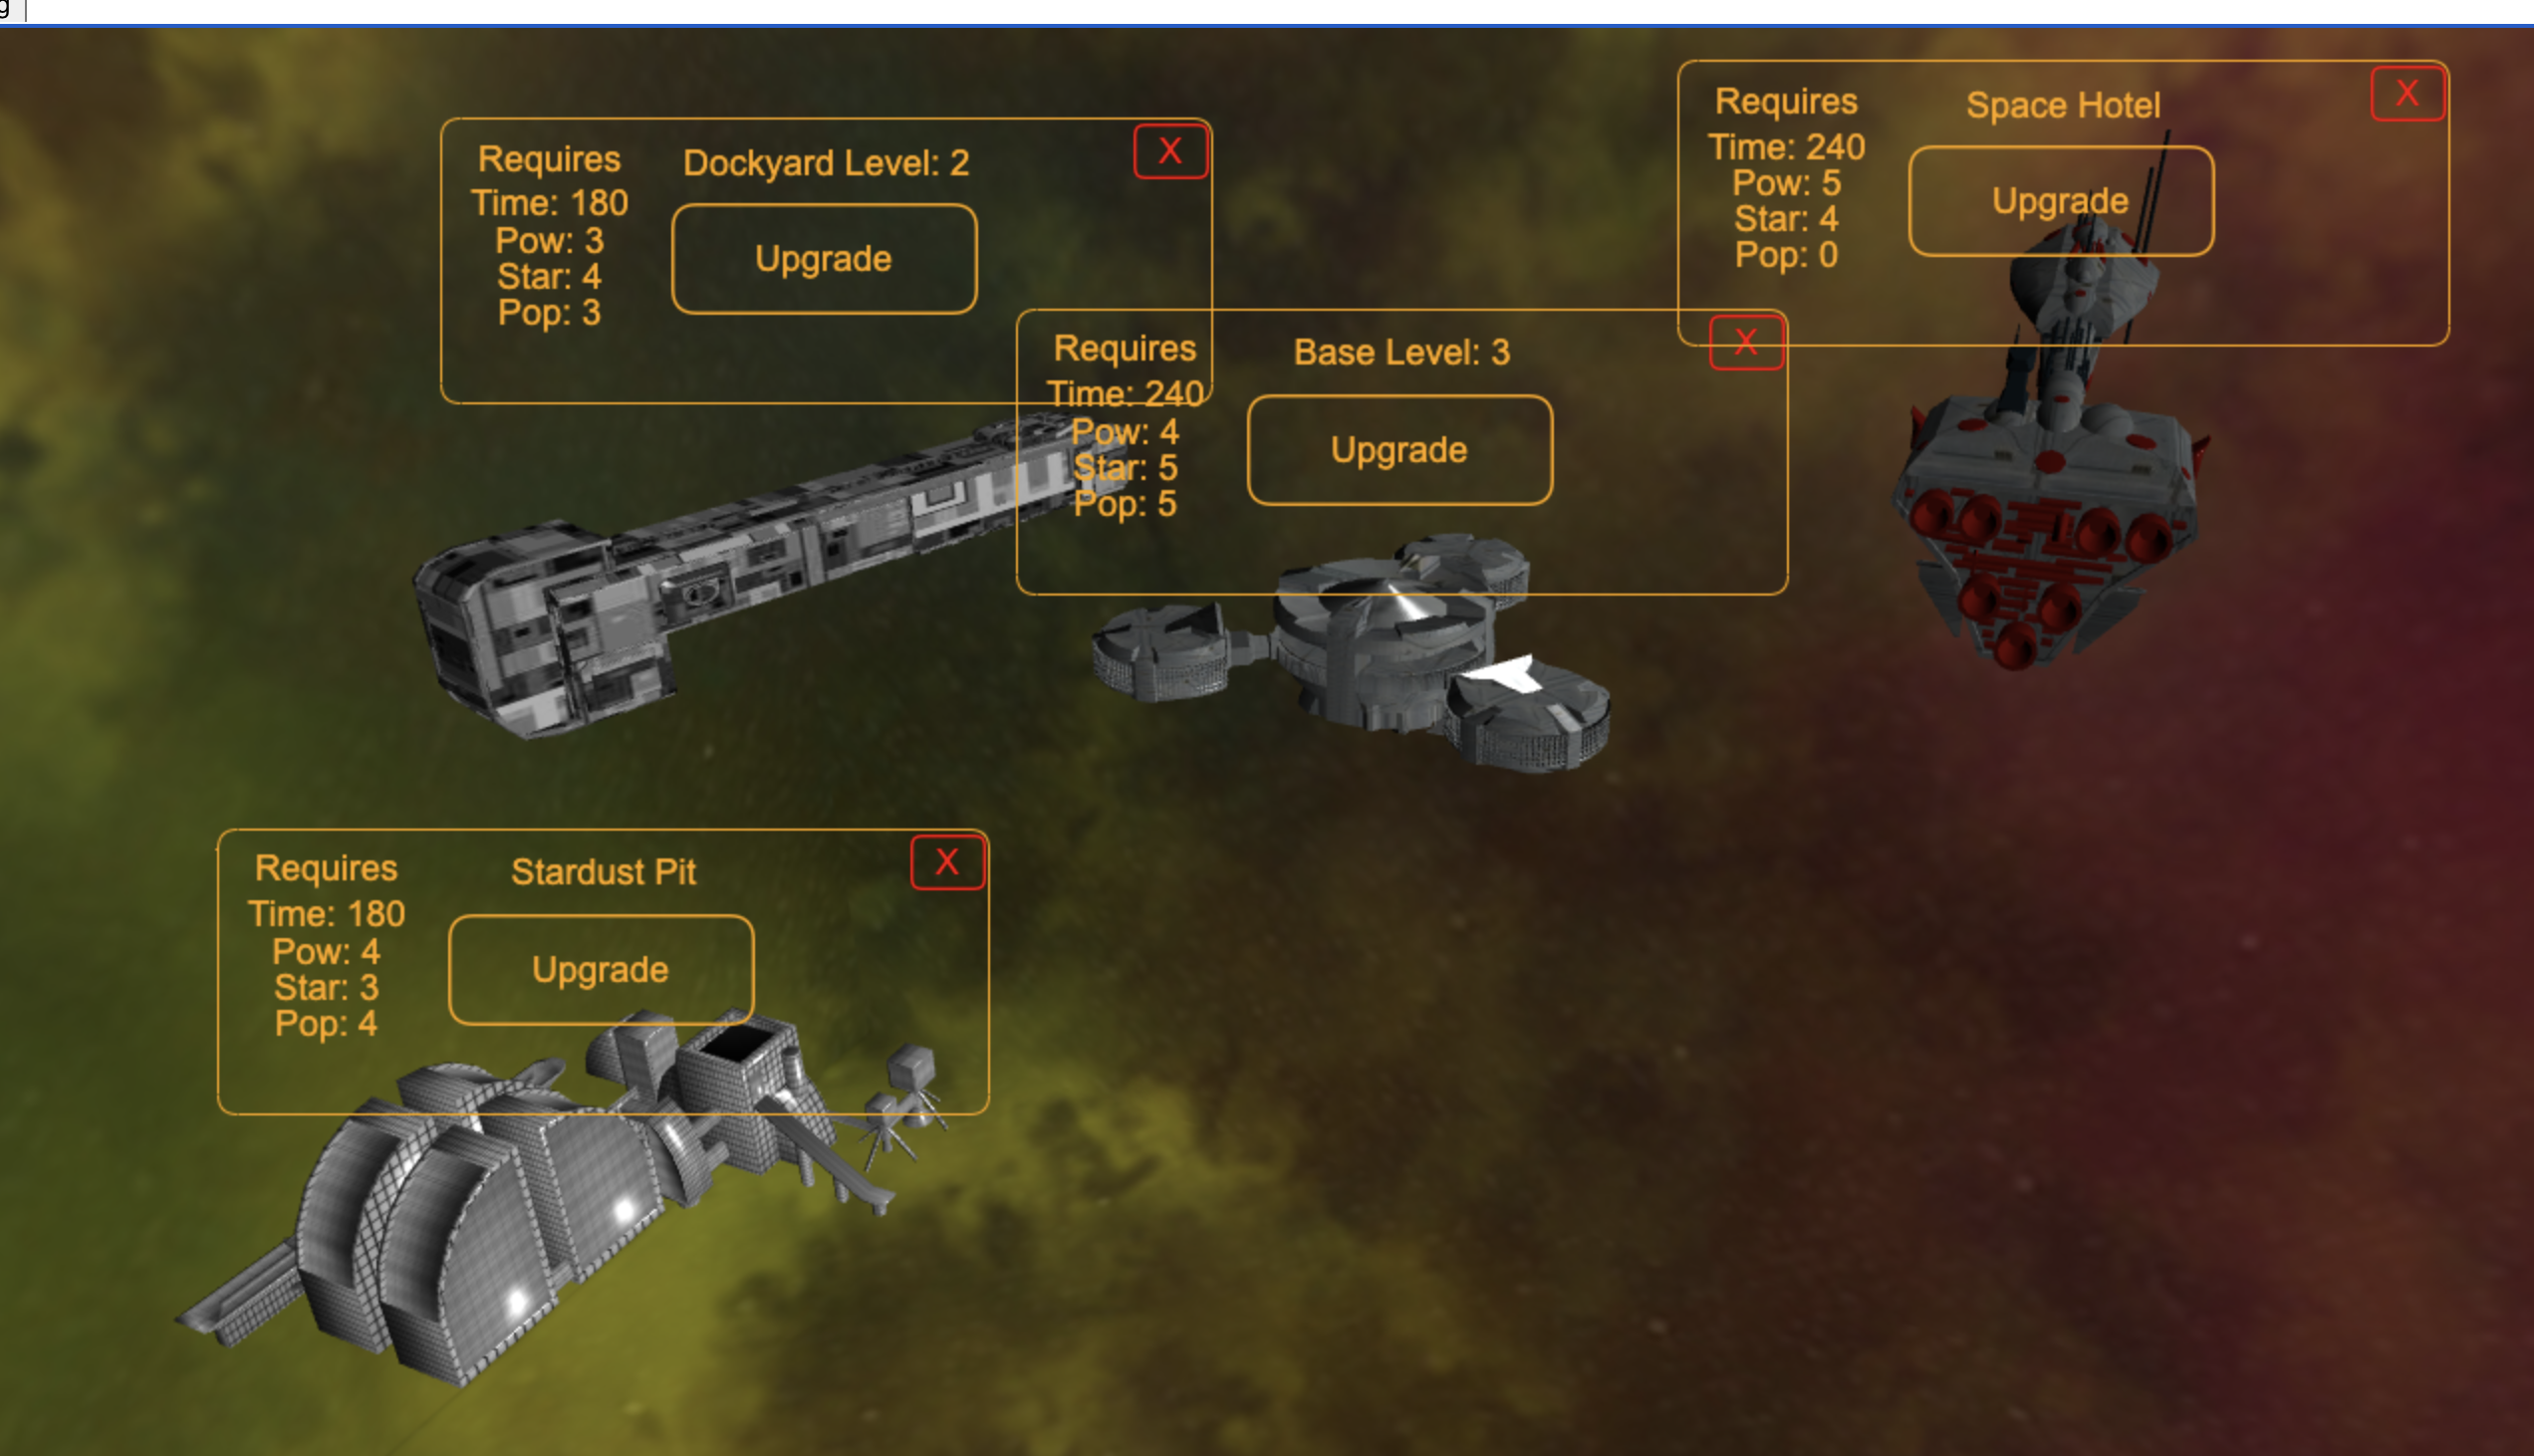 g
Requires
Dockyard Level: 2
X
Time: 180
Pow: 3
Star: 4
Pop: 3
Upgrade
Requires
Space Hotel
X
Time: 240
Pow: 5
Star: 4
Pop: 0
Upgrade
Requires
Base Level: 3
X
Time: 240
Pow: 4
Star: 5
Pop: 5
Upgrade
Requires
Stardust Pit
X
Time: 180
Pow: 4
Star: 3
Pop: 4
Upgrade